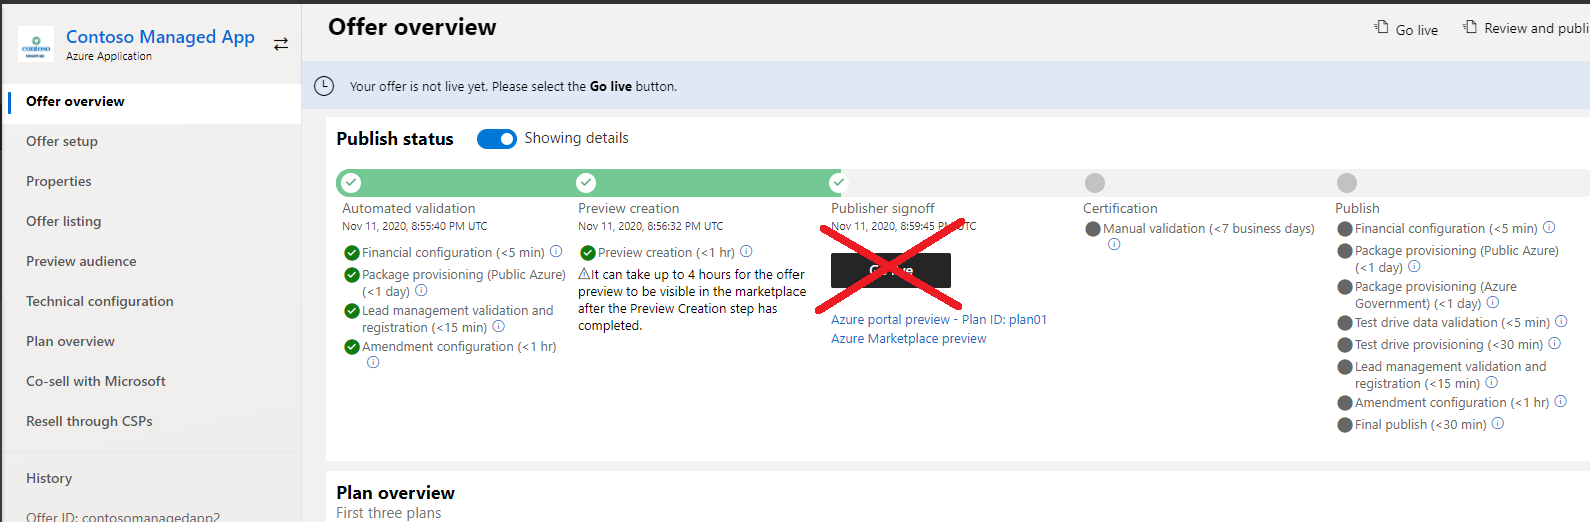 Contoso Managed App
Azure Application
Offer overview
Offer setup
Properties
Offer listing
Preview audience
Technical configuration
Plan overview
Co-sell with Microsoft
Resell through CSPs
History
Offer ID: contosomanagedapp2
Offer overview
Go live
Review and publi
Your offer is not live yet. Please select the Go live button.
Publish status
Showing details
Automated validation
Nov 11, 2020, 8:55:40 PM UTC
Financial configuration (<5 min)
Package provisioning (Public Azure)
(<1 day)
Lead management validation and
registration (<15 min)
Amendment configuration (<1 hr)
Preview creation
Nov 11, 2020, 8:56:32 PM UTC
Preview creation (<1 hr)
It can take up to 4 hours for the offer
preview to be visible in the marketplace
after the Preview Creation step has
completed.
Publisher signoff
Nov 11, 2020, 8:59:45 PM UTC
Go live
Azure portal preview - Plan ID: plan01
Azure Marketplace preview
Certification
Manual validation (<7 business days)
Publish
Financial configuration (<5 min)
Package provisioning (Public Azure)
(<1 day)
Package provisioning (Azure
Government) (<1 day)
Test drive data validation (<5 min)
Test drive provisioning (<30 min)
Lead management validation and
registration (<15 min)
Amendment configuration (<1 hr)
Final publish (<30 min)
Plan overview
First three plans